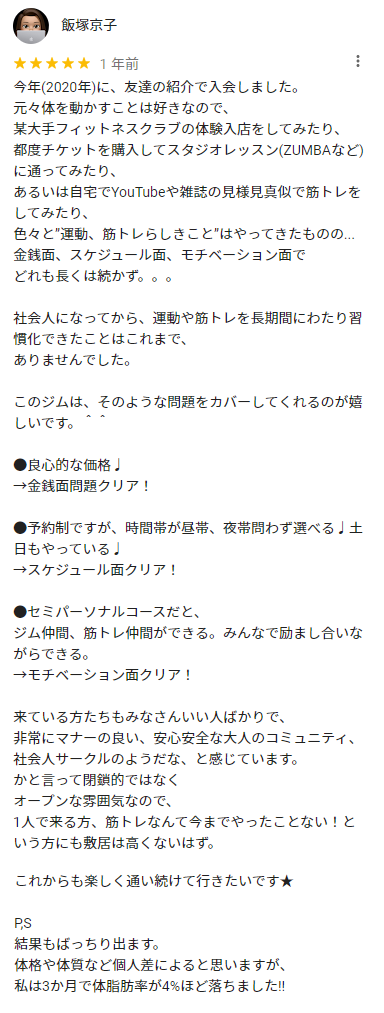 飯塚京子
★★★★★ 1 年前
今年(2020年)に、友達の紹介で入会しました。
元々体を動かすことは好きなので、
某大手フィットネスクラブの体験入店をしてみたり、
都度チケットを購入してスタジオレッスン(ZUMBAなど)
に通ってみたり、
あるいは自宅でYouTubeや雑誌の見様見真似で筋トレを
してみたり、
色々と”運動、筋トレらしきこと”はやってきたものの...
金銭面、スケジュール面、モチベーション面で
どれも長くは続かず。。。
社会人になってから、運動や筋トレを長期間にわたり習
慣化できたことはこれまで、
ありませんでした。
このジムは、そのような問題をカバーしてくれるのが嬉
しいです。＾＾
●良心的な価格♩
→金銭面問題クリア！
●予約制ですが、時間帯が昼帯、夜帯問わず選べる♩土
日もやっている♩
→スケジュール面クリア！
●セミパーソナルコースだと、
ジム仲間、筋トレ仲間ができる。みんなで励まし合いな
がらできる。
→モチベーション面クリア！
来ている方たちもみなさんいい人ばかりで、
非常にマナーの良い、安心安全な大人のコミュニティ、
社会人サークルのようだな、と感じています。
かと言って閉鎖的ではなく
オープンな雰囲気なので、
1人で来る方、筋トレなんて今までやったことない！と
いう方にも敷居は高くないはず。
これからも楽しく通い続けて行きたいです★
P,S
結果もばっちり出ます。
体格や体質など個人差によると思いますが、
私は3か月で体脂肪率が4%ほど落ちました!!